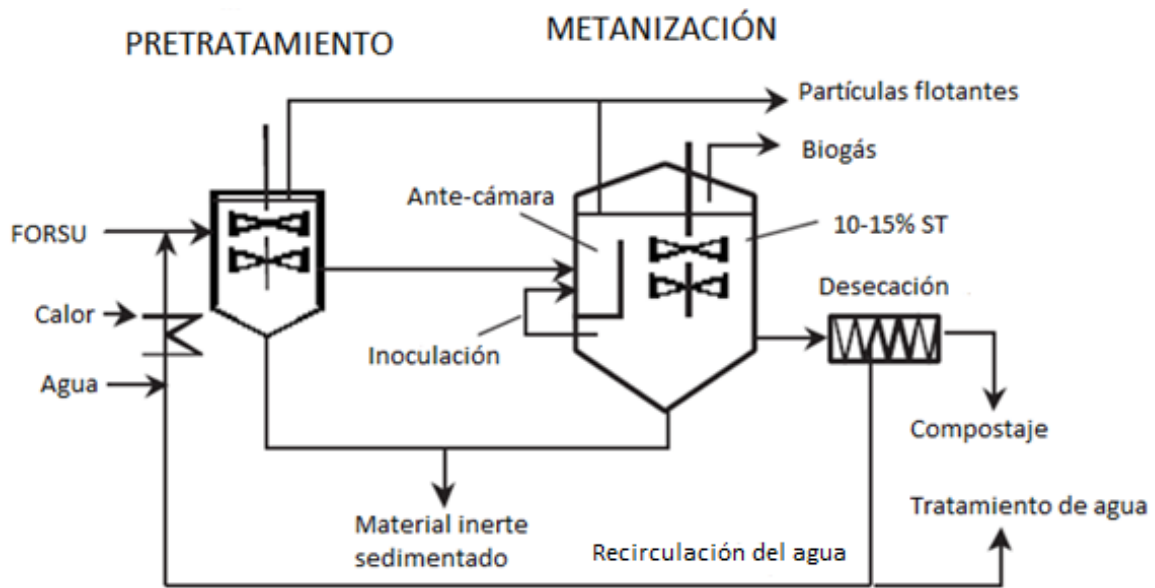 PRETRATAMIENTO
METANIZACIÓN
Partículas flotantes
Biogás
Ante-cámara
FORSU
10-15% ST
Desecación
Calor
Inoculación
Agua
Compostaje
Material inerte
sedimentado
Tratamiento de agua
Recirculación del agua